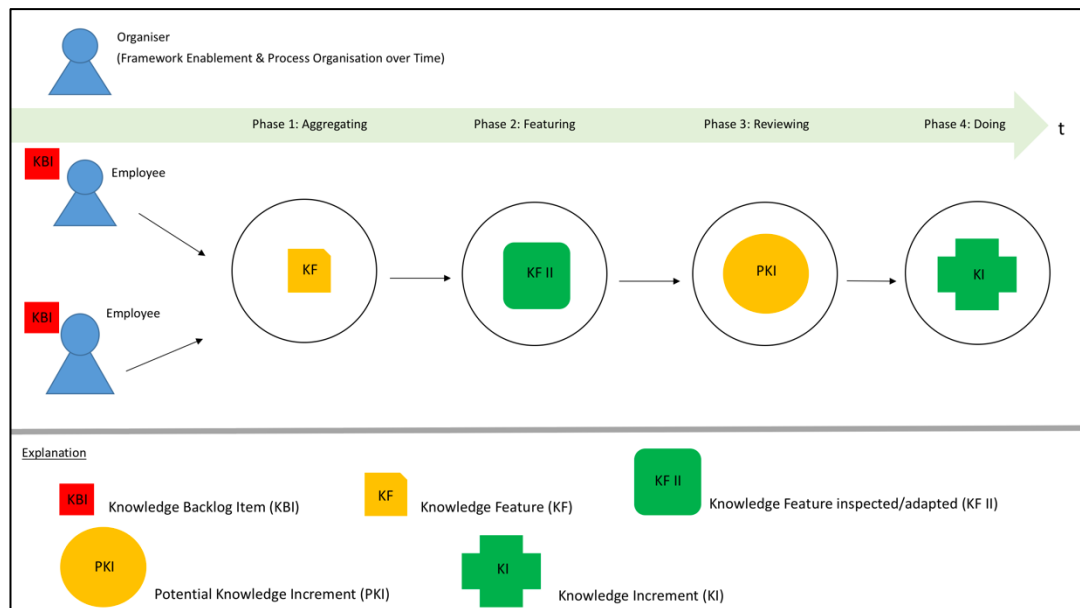 Organiser
(Framework Enablement & Process Organisation over Time)
Phase 1: Aggregating
Phase 2: Featuring
Phase 3: Reviewing
Phase 4: Doing
t
KBI
Employee
KF
KF II
PKI
KI
KBI
Employee
Explanation
KBI
Knowledge Backlog Item (KBI)
KF
Knowledge Feature (KF)
KF II
Knowledge Feature inspected/adapted (KF II)
PKI
Potential Knowledge Increment (PKI)
KI
Knowledge Increment (KI)